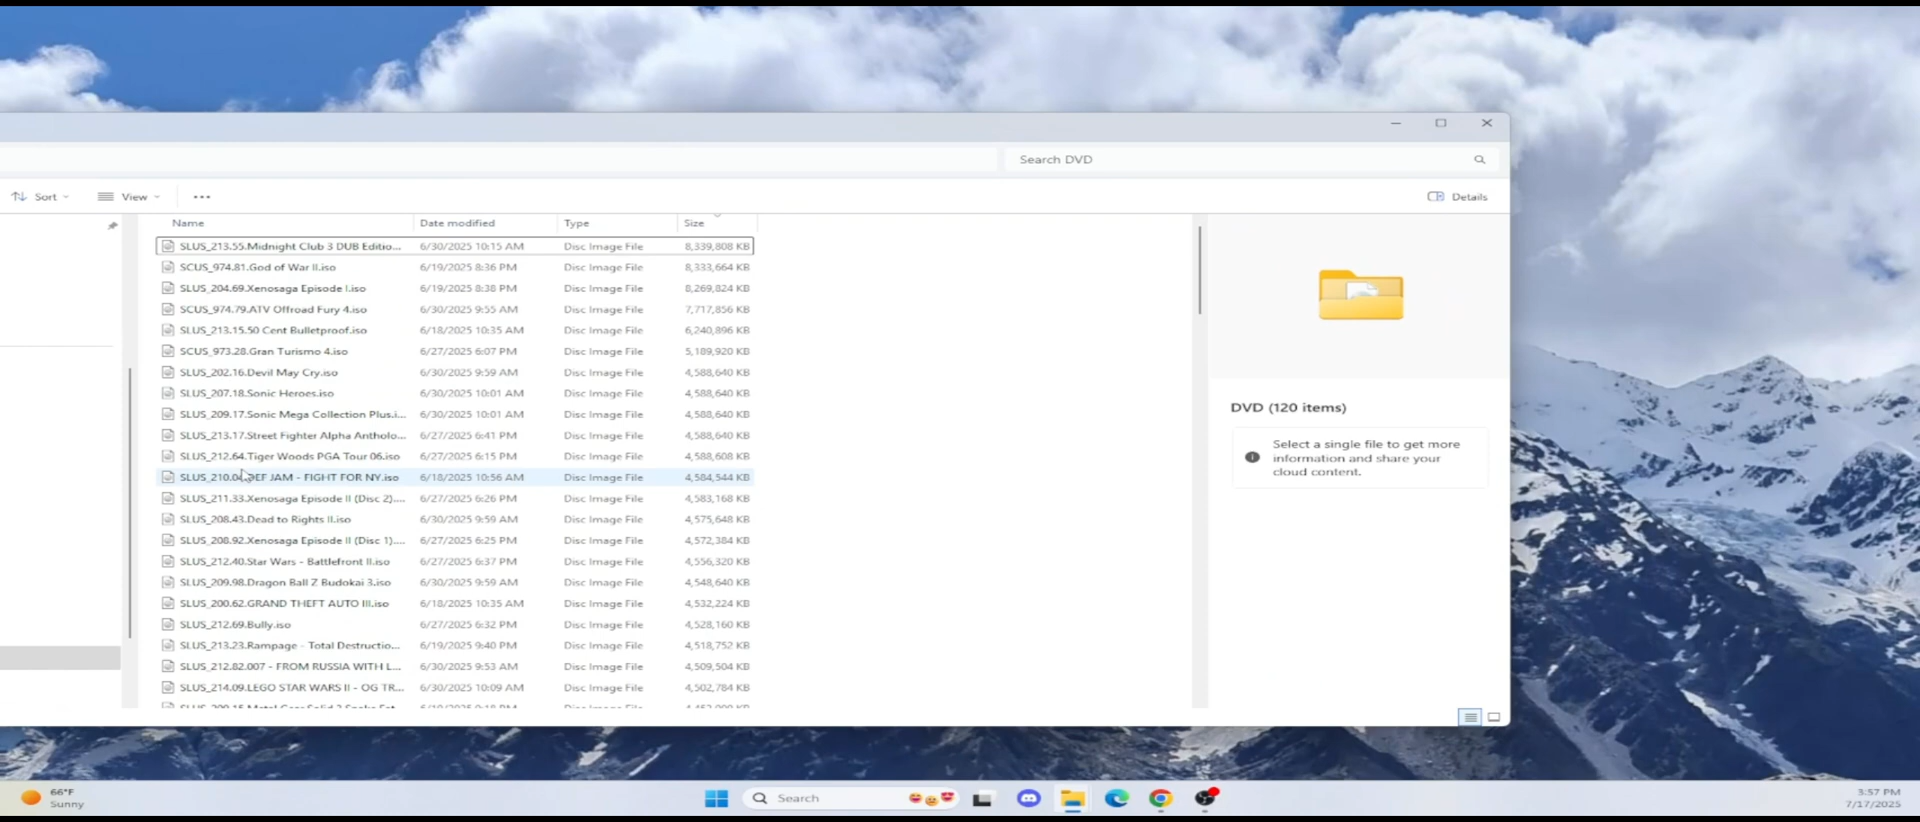 Search DVD
Sort View ... Details
Name Date modified Type Size
SLUS_213.55.Midnight Club 3 DUB Editio... 6/30/2025 10:15 AM Disc Image File 8,339,808 KB
SCUS_974.81.God of War II.iso 6/19/2025 8:36 PM Disc Image File 8,333,664 KB
SLUS_204.69.Xenosaga Episode I.iso 6/19/2025 8:38 PM Disc Image File 8,269,824 KB
SCUS_974.79.ATV Offroad Fury 4.iso 6/30/2025 9:55 AM Disc Image File 7,717,856 KB
SLUS_213.15.50 Cent Bulletproof.iso 6/18/2025 10:35 AM Disc Image File 6,240,896 KB
SCUS_973.28.Gran Turismo 4.iso 6/27/2025 6:07 PM Disc Image File 5,189,920 KB
SLUS_202.16.Devil May Cry.iso 6/30/2025 9:59 AM Disc Image File 4,588,640 KB
SLUS_207.18.Sonic Heroes.iso 6/30/2025 10:01 AM Disc Image File 4,588,640 KB
SLUS_209.17.Sonic Mega Collection Plus.i... 6/30/2025 10:01 AM Disc Image File 4,588,640 KB
SLUS_213.17.Street Fighter Alpha Antholo... 6/27/2025 6:41 PM Disc Image File 4,588,640 KB
SLUS_212.64.Tiger Woods PGA Tour 06.iso 6/27/2025 6:15 PM Disc Image File 4,588,608 KB
DEF JAM - FIGHT FOR NY.iso 6/18/2025 10:56 AM Disc Image File 4,584,544 KB
SLUS_211.33.Xenosaga Episode II (Disc 2).... 6/27/2025 6:26 PM Disc Image File 4,583,168 KB
SLUS_208.43.Dead to Rights II.iso 6/30/2025 9:59 AM Disc Image File 4,575,648 KB
SLUS_208.92.Xenosaga Episode II (Disc 1).... 6/27/2025 6:25 PM Disc Image File 4,572,384 KB
SLUS_212.40.Star Wars - Battlefront II.iso 6/27/2025 6:37 PM Disc Image File 4,556,320 KB
SLUS_209.98.Dragon Ball Z Budokai 3.iso 6/30/2025 9:59 AM Disc Image File 4,548,640 KB
SLUS_200.62.GRAND THEFT AUTO III.iso 6/18/2025 10:35 AM Disc Image File 4,532,224 KB
SLUS_212.69.Bully.iso 6/27/2025 6:32 PM Disc Image File 4,528,160 KB
SLUS_213.23.Rampage - Total Destructio... 6/19/2025 9:40 PM Disc Image File 4,518,752 KB
SLUS_212.82.007 - FROM RUSSIA WITH L... 6/30/2025 9:53 AM Disc Image File 4,509,504 KB
SLUS_214.09.LEGO STAR WARS II - OG TR... 6/30/2025 10:09 AM Disc Image File 4,502,784 KB
DVD (120 items)
Select a single file to get more
information and share your
cloud content.
66°F
Sunny
Search
3:57 PM
7/17/2025